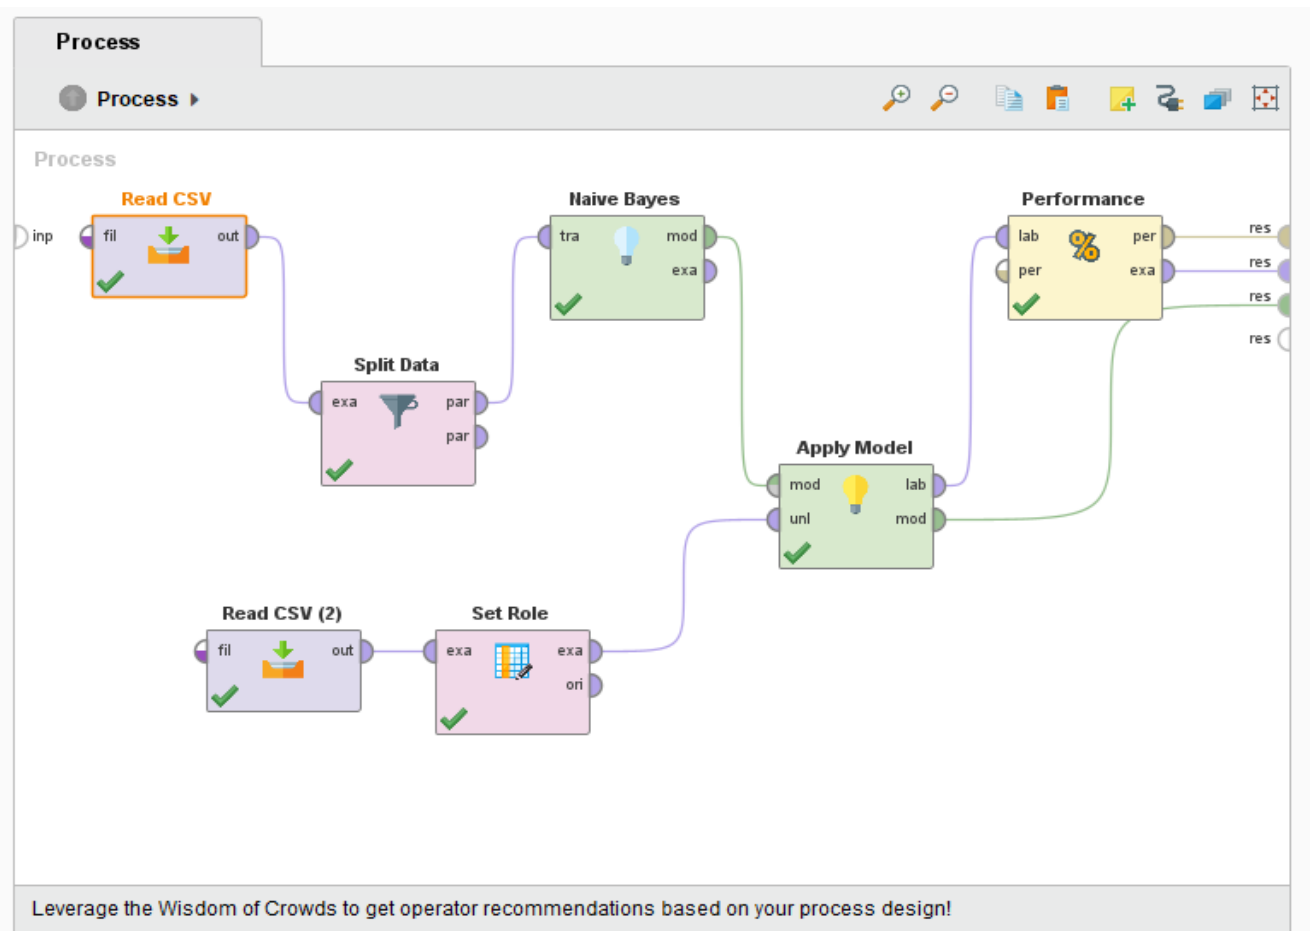 Process
Process
Process
Read CSV
Naive Bayes
Performance
inp
fil
out
tra
mod
exa
lab
per
per
exa
res
res
res
res
Split Data
exa
par
par
Apply Model
mod
lab
unl
mod
Read CSV (2)
Set Role
fil
out
exa
exa
ori
Leverage the Wisdom of Crowds to get operator recommendations based on your process design!